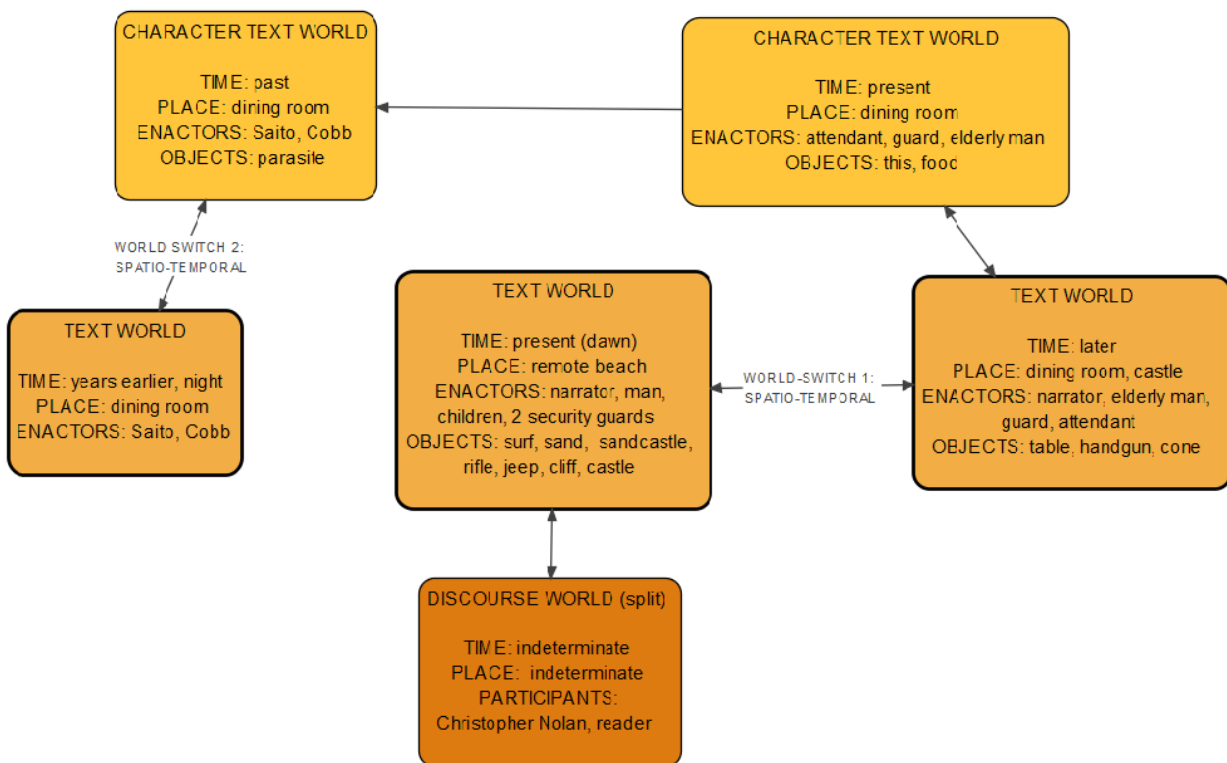 CHARACTER TEXT WORLD
TIME: past
PLACE: dining room
ENACTORS: Saito, Cobb
OBJECTS: parasite
CHARACTER TEXT WORLD
TIME: present
PLACE: dining room
ENACTORS: attendant, guard, elderly man
OBJECTS: this, food
WORLD SWITCH 2:
SPATIO-TEMPORAL
TEXT WORLD
TIME: years earlier, night
PLACE: dining room
ENACTORS: Saito, Cobb
TEXT WORLD
TIME: present (dawn)
PLACE: remote beach
ENACTORS: narrator, man,
children, 2 security guards
OBJECTS: surf, sand, sandcastle,
rifle, jeep, cliff, castle
WORLD-SWITCH 1:
SPATIO-TEMPORAL
TEXT WORLD
TIME: later
PLACE: dining room, castle
ENACTORS: narrator, elderly man,
guard, attendant
OBJECTS: table, handgun, cone
DISCOURSE WORLD (split)
TIME: indeterminate
PLACE: indeterminate
PARTICIPANTS:
Christopher Nolan, reader